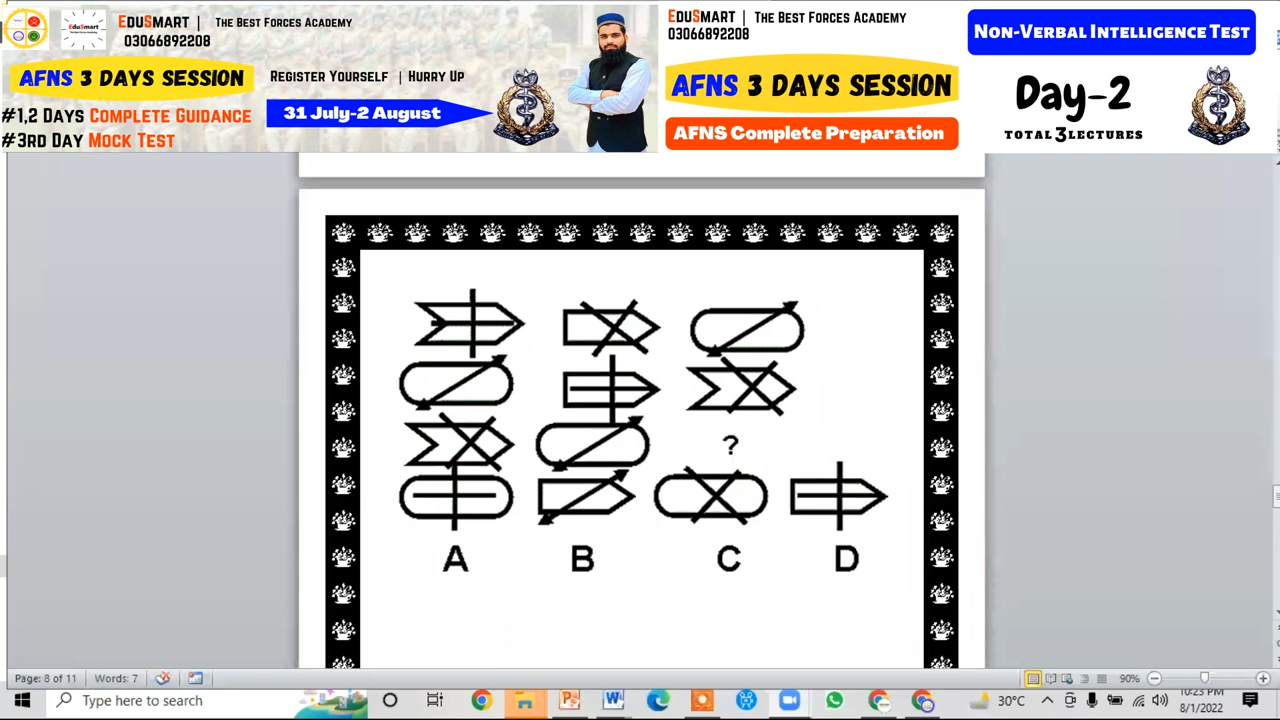 EduSmart | The Best Forces Academy
03066892208
AFNS 3 Days Session
Register Yourself | Hurry Up
31 July-2 August
#1,2 Days Complete Guidance
#3rd Day Mock Test
EduSmart | The Best Forces Academy
03066892208
AFNS 3 Days Session
AFNS Complete Preparation
Non-Verbal Intelligence Test
Day-2
Total 3 Lectures
?
A B C D
Page: 8 of 11 Words: 7
90%
Type here to search
30°C
10:23 PM
8/1/2022